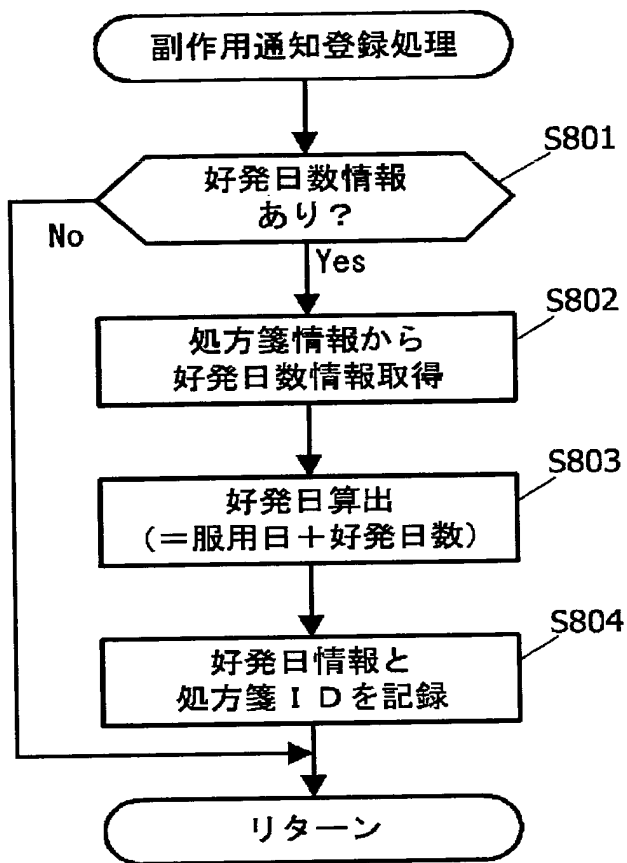 副作用通知登録処理
S801
好発日数情報
あり?
No
Yes
S802
処方箋情報から
好発日数情報取得
S803
好発日算出
(=服用日+好発日数)
S804
好発日情報と
処方箋IDを記録
リターン